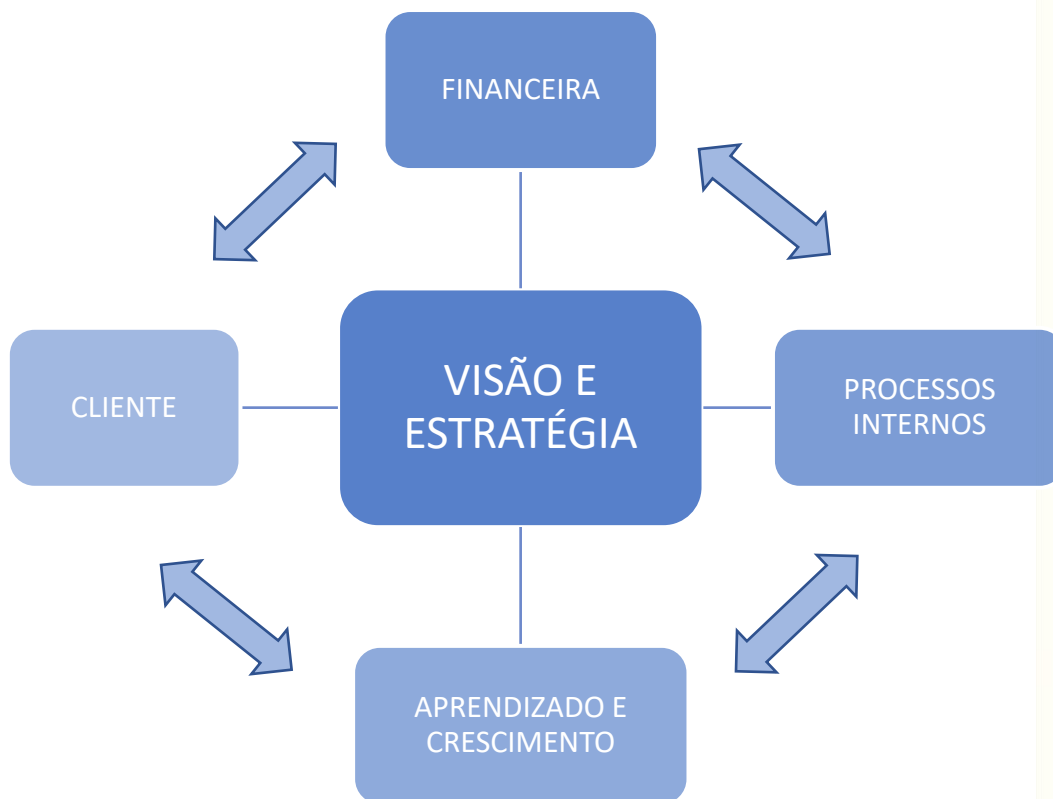 FINANCEIRA
VISÃO E
ESTRATÉGIA
CLIENTE
PROCESSOS
INTERNOS
APRENDIZADO E
CRESCIMENTO